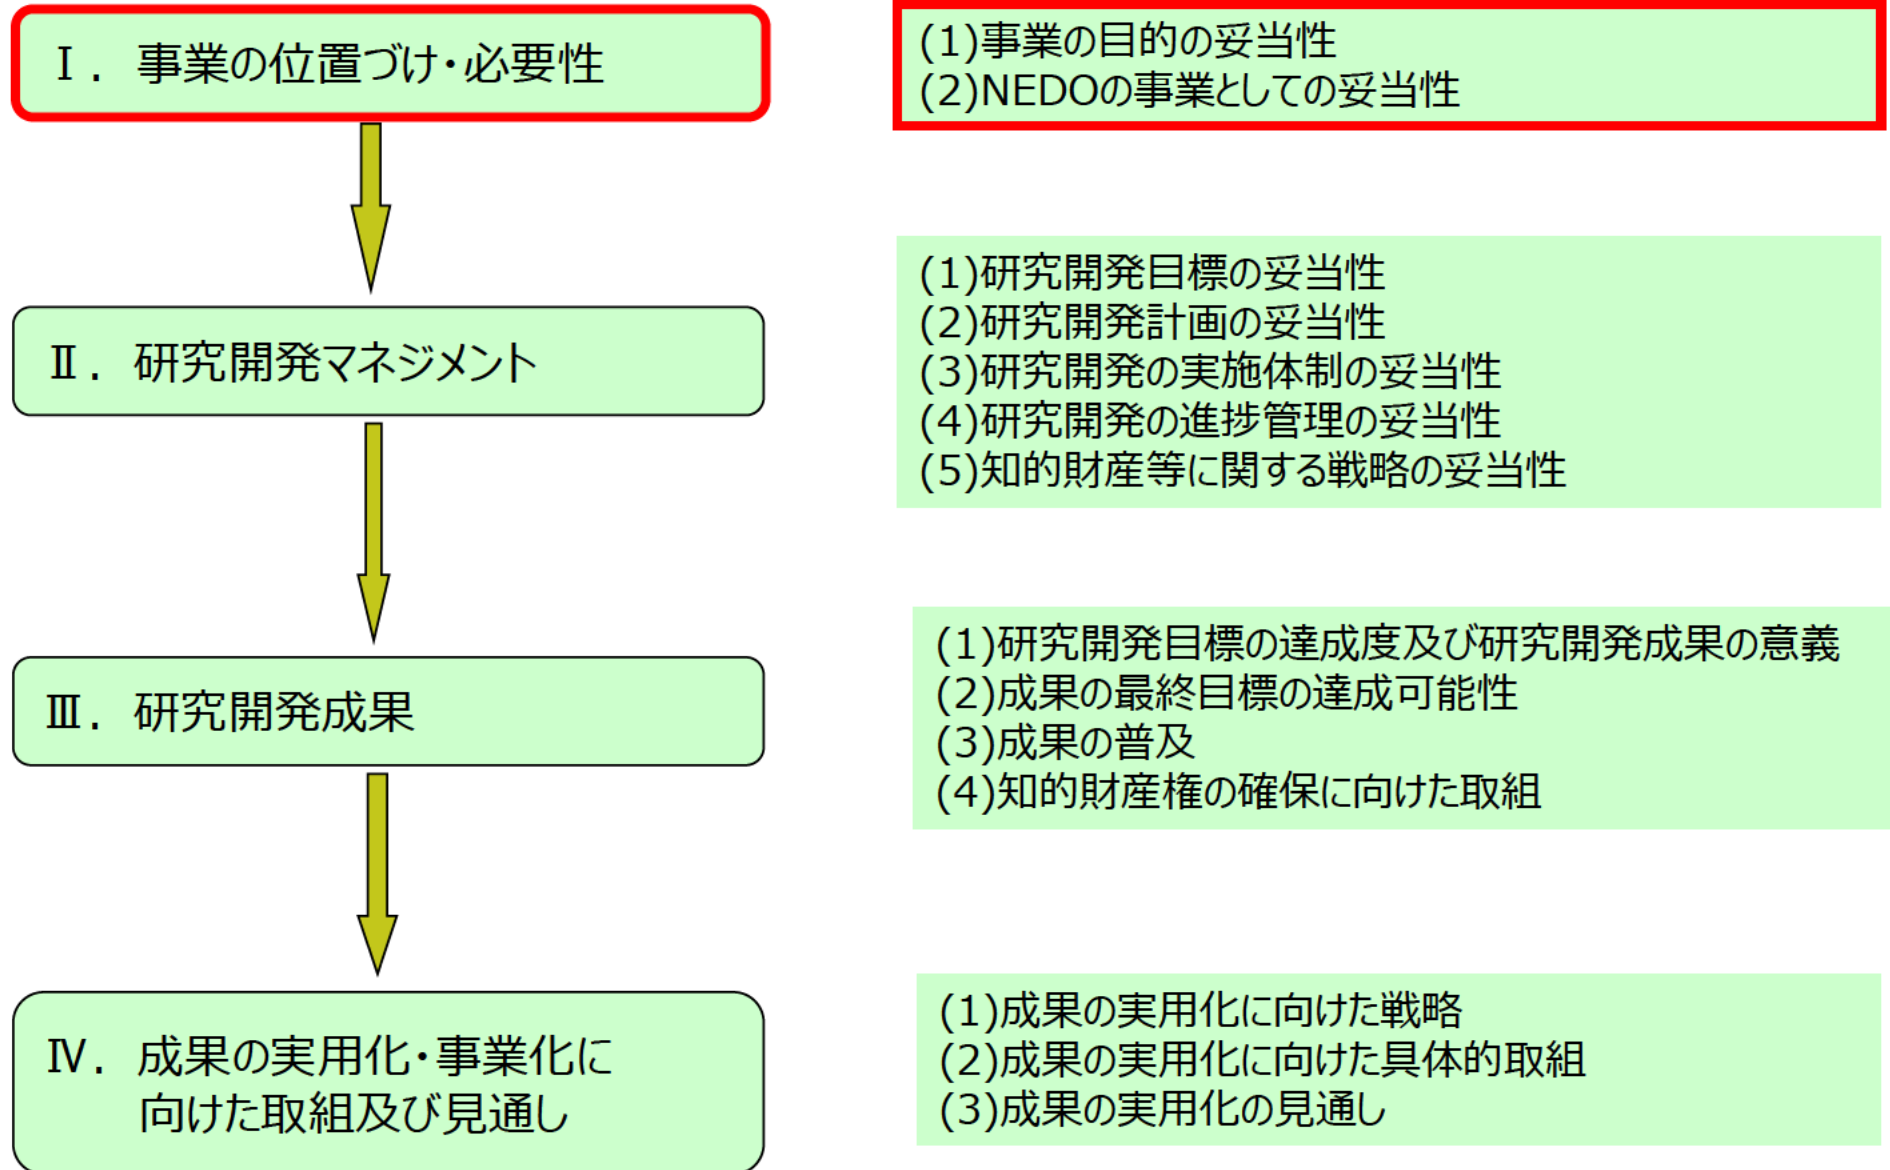 Ⅰ. 事業の位置づけ・必要性
(1)事業の目的の妥当性
(2)NEDOの事業としての妥当性
Ⅱ. 研究開発マネジメント
(1)研究開発目標の妥当性
(2)研究開発計画の妥当性
(3)研究開発の実施体制の妥当性
(4)研究開発の進捗管理の妥当性
(5)知的財産等に関する戦略の妥当性
Ⅲ. 研究開発成果
(1)研究開発目標の達成度及び研究開発成果の意義
(2)成果の最終目標の達成可能性
(3)成果の普及
(4)知的財産権の確保に向けた取組
Ⅳ. 成果の実用化・事業化に
向けた取組及び見通し
(1)成果の実用化に向けた戦略
(2)成果の実用化に向けた具体的取組
(3)成果の実用化の見通し